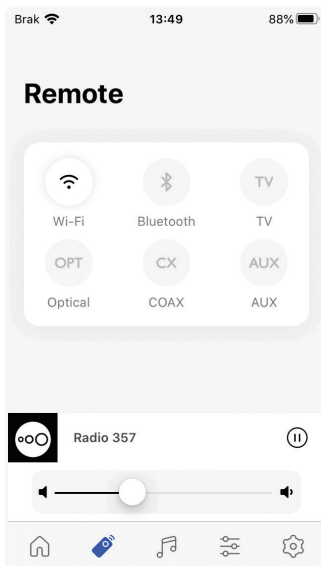 Brak 13:49 88%
Remote
Wi-Fi Bluetooth TV
TV
OPT CX AUX
Optical COAX AUX
Radio 357